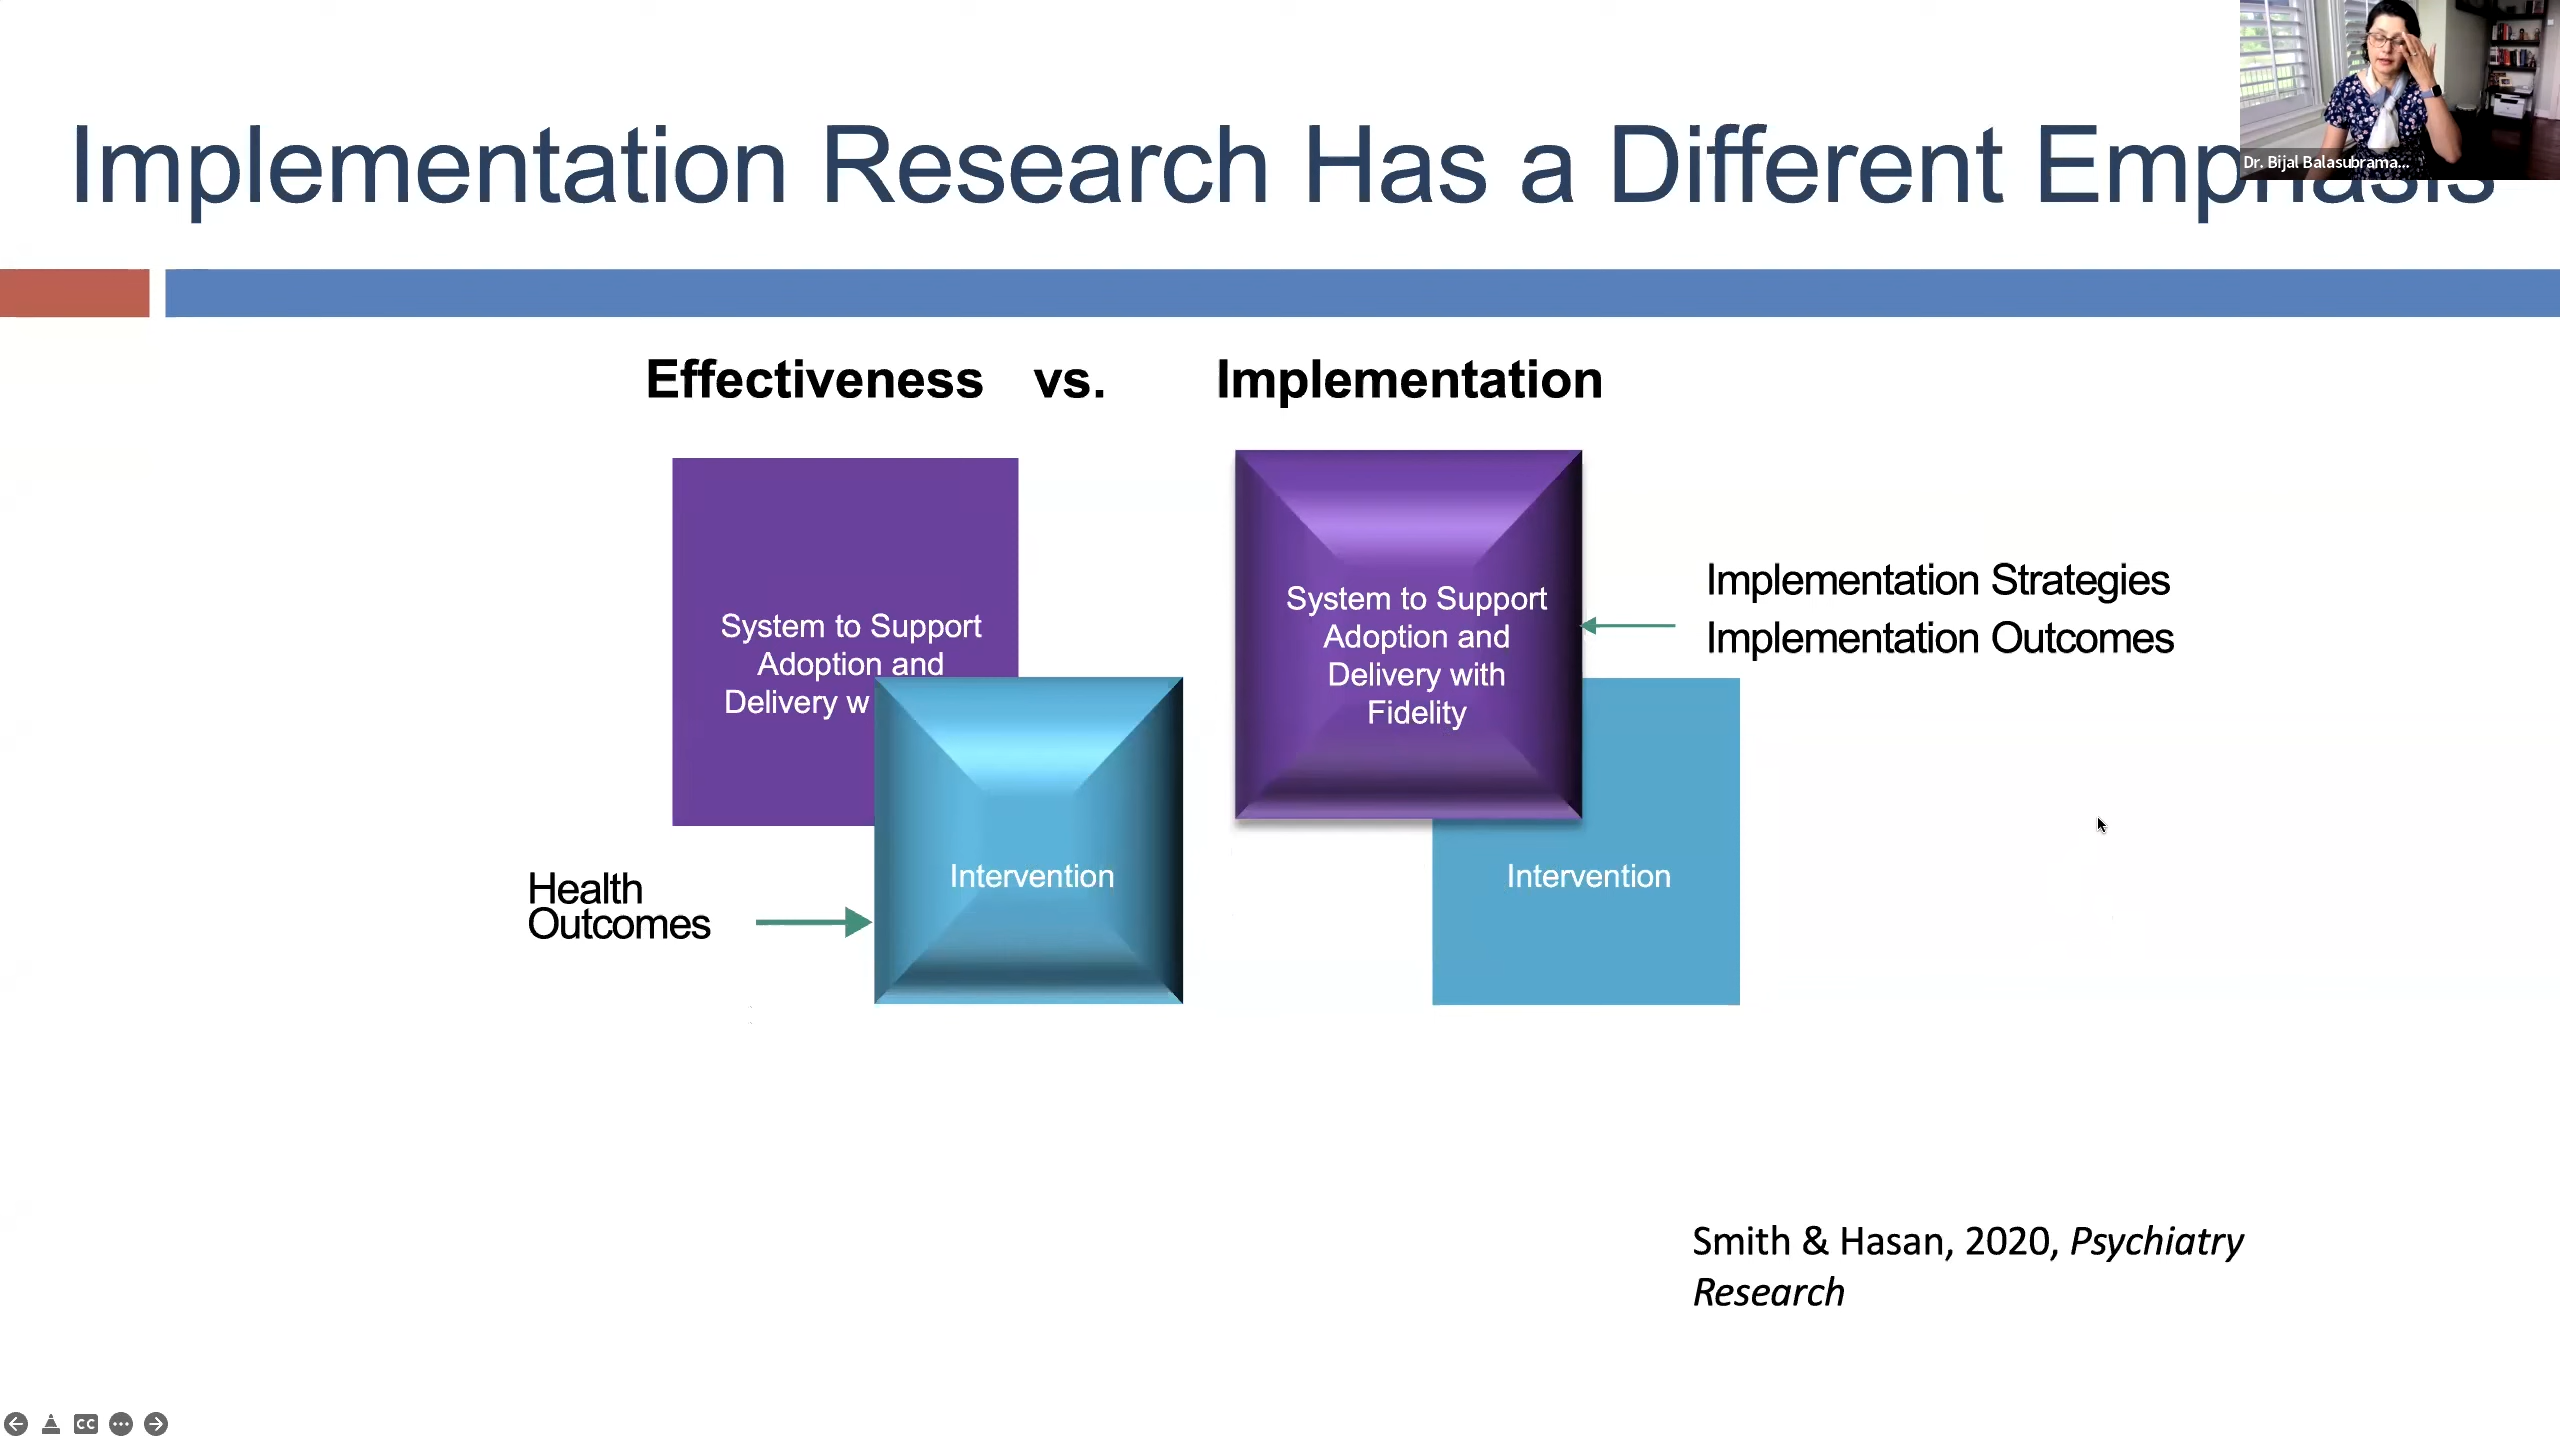 Implementation Research Has a Different Emphasis
Dr. Bijal Balasubrama...
Effectiveness vs. Implementation
System to Support
Adoption and
Delivery w
Intervention
Health
Outcomes
System to Support
Adoption and
Delivery with
Fidelity
Intervention
Implementation Strategies
Implementation Outcomes
Smith & Hasan, 2020, Psychiatry
Research
CC